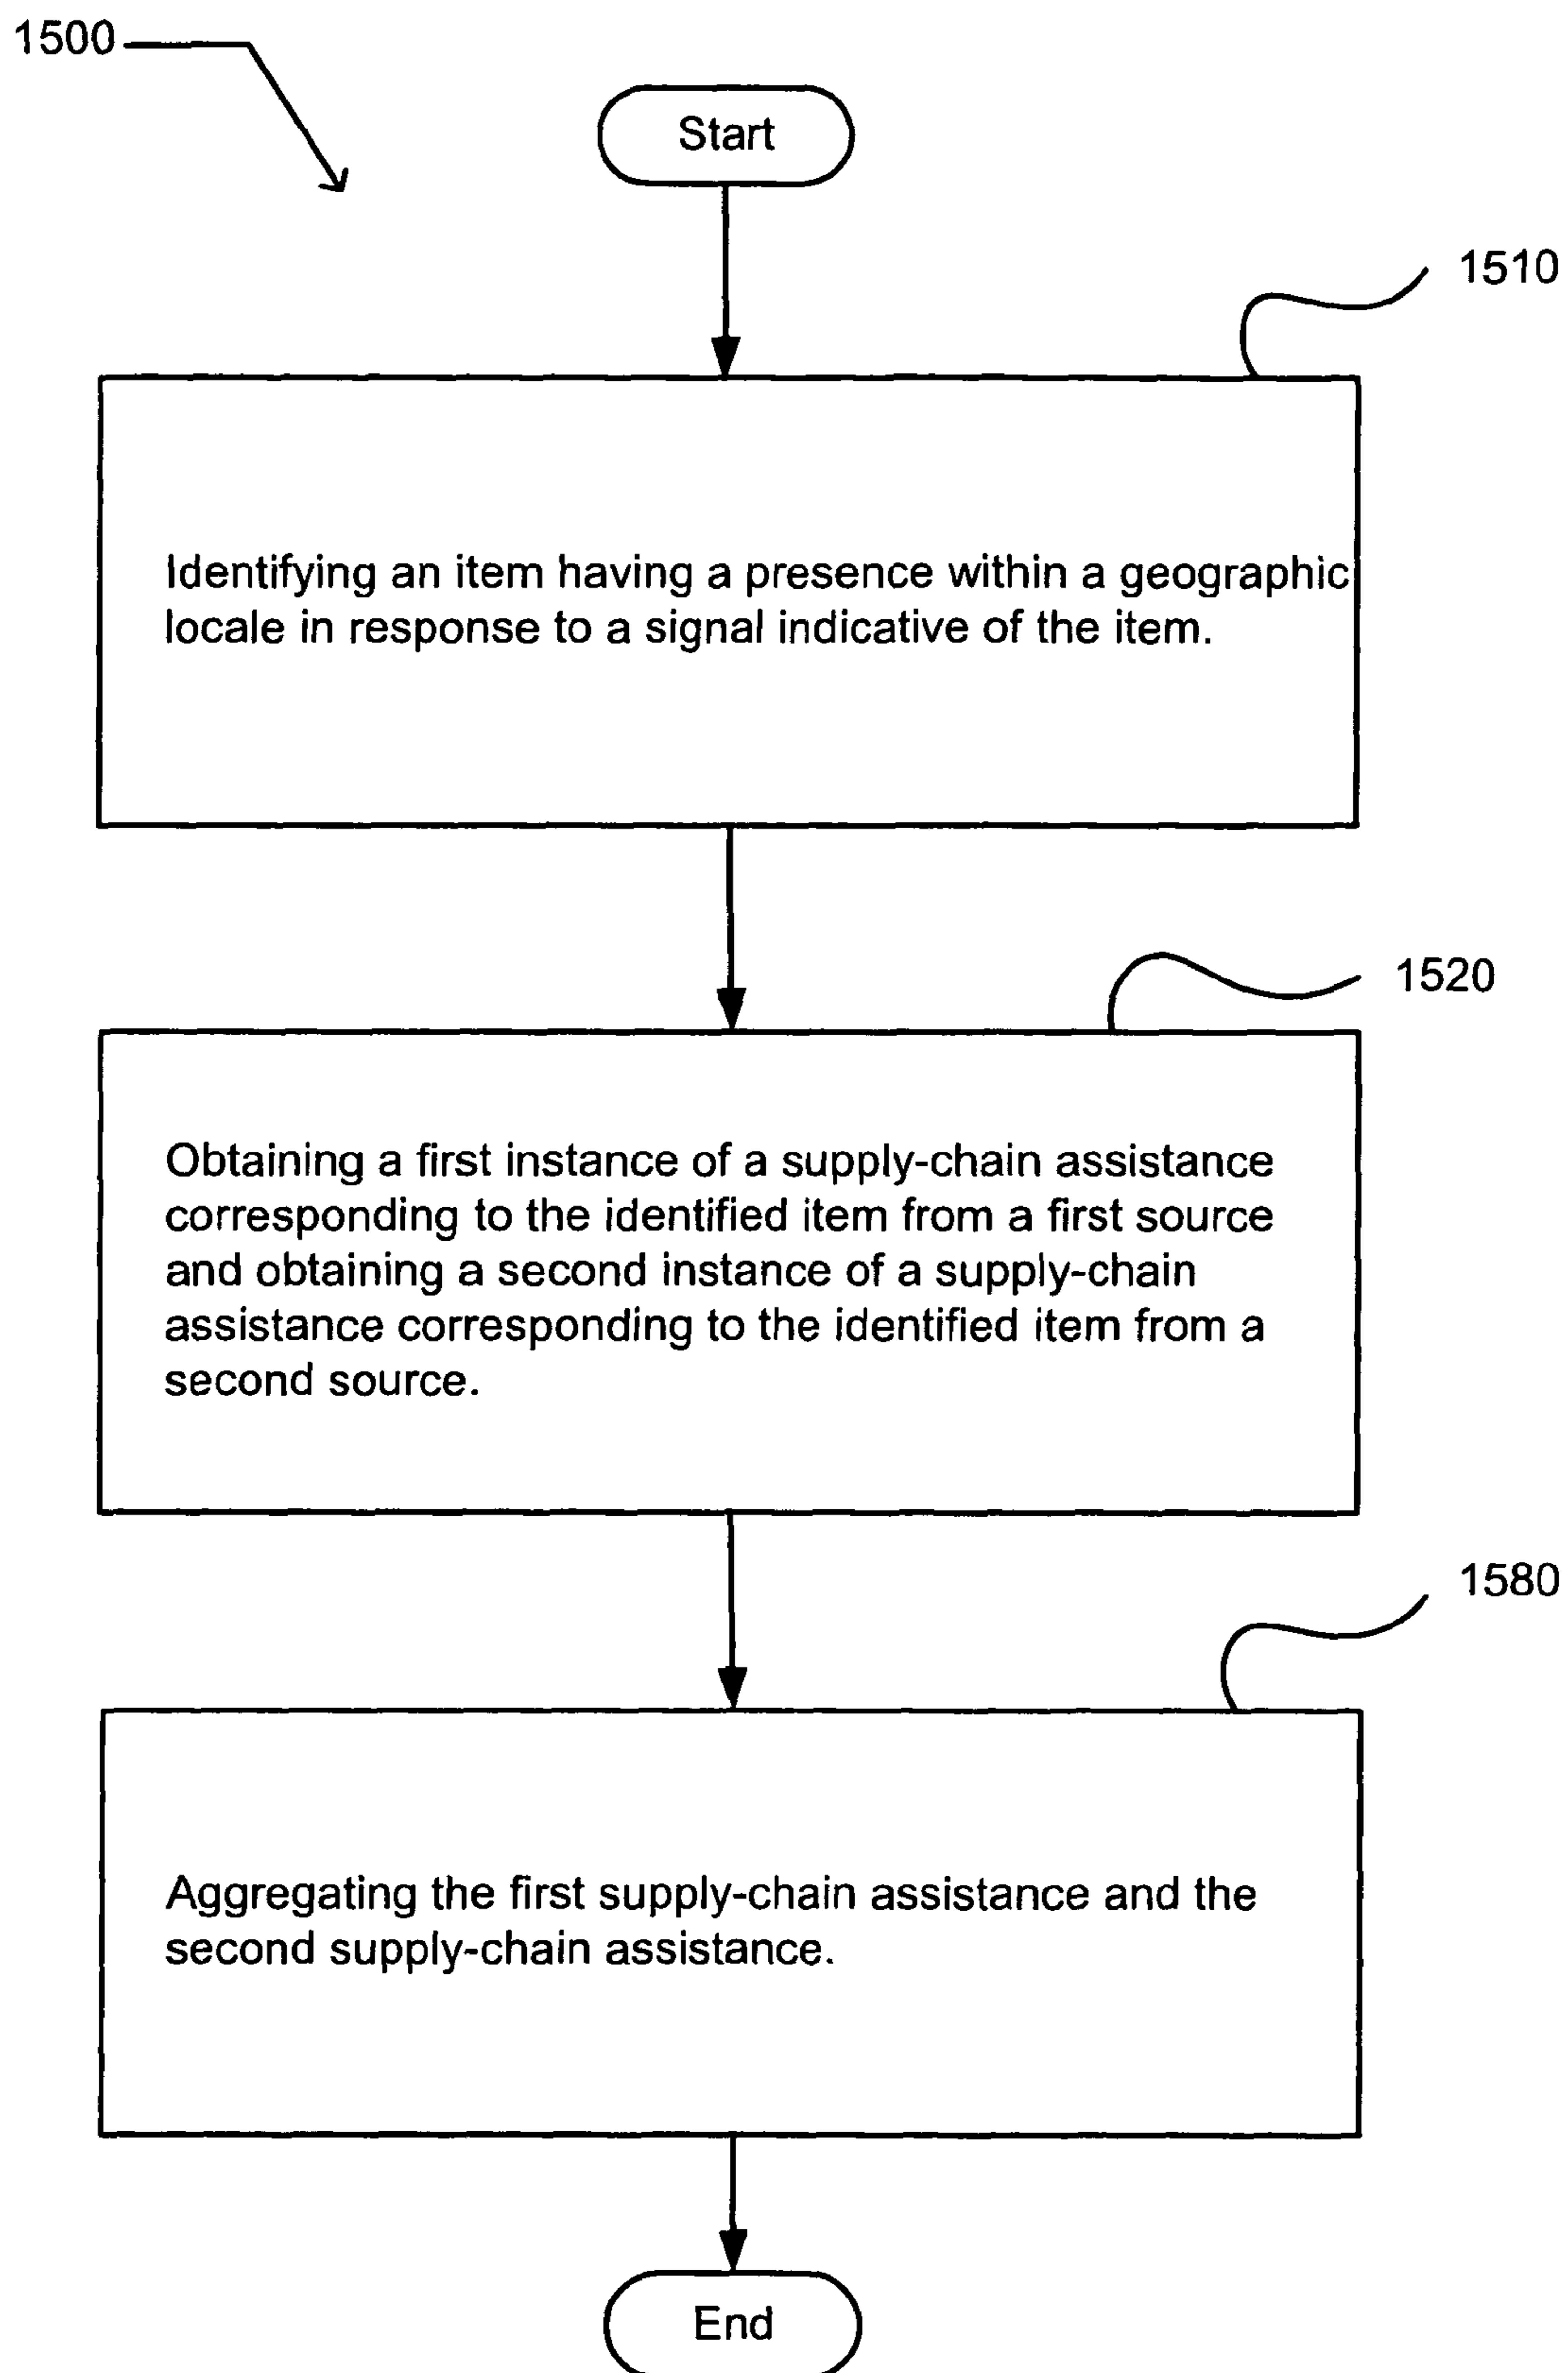 1500
Start
1510
Identifying an item having a presence within a geographic
locale in response to a signal indicative of the item.
1520
Obtaining a first instance of a supply-chain assistance
corresponding to the identified item from a first source
and obtaining a second instance of a supply-chain
assistance corresponding to the identified item from a
second source.
1580
Aggregating the first supply-chain assistance and the
second supply-chain assistance.
End